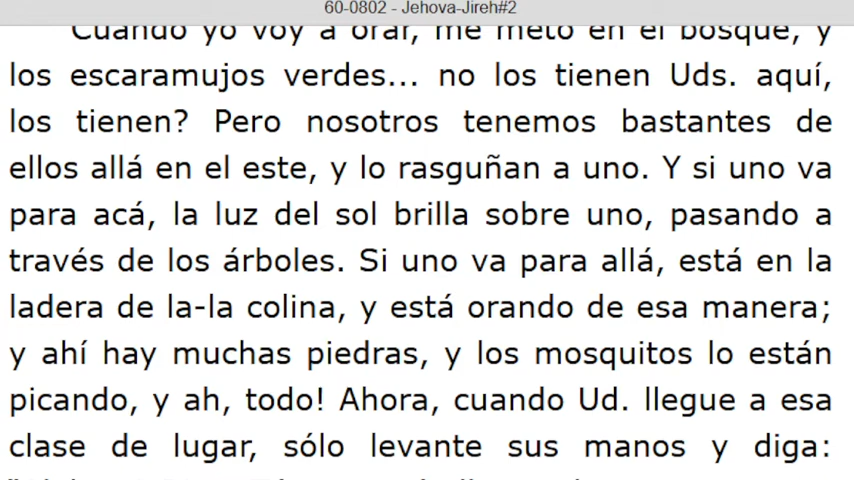 60-0802 - Jehova-Jireh#2
Cuando yo voy a orar, me meto en el bosque, y
los escaramujos verdes... no los tienen Uds. aquí,
los tienen? Pero nosotros tenemos bastantes de
ellos allá en el este, y lo rasguñan a uno. Y si uno va
para acá, la luz del sol brilla sobre uno, pasando a
través de los árboles. Si uno va para allá, está en la
ladera de la-la colina, y está orando de esa manera;
y ahí hay muchas piedras, y los mosquitos lo están
picando, y ah, todo! Ahora, cuando Ud. llegue a esa
clase de lugar, sólo levante sus manos y diga: